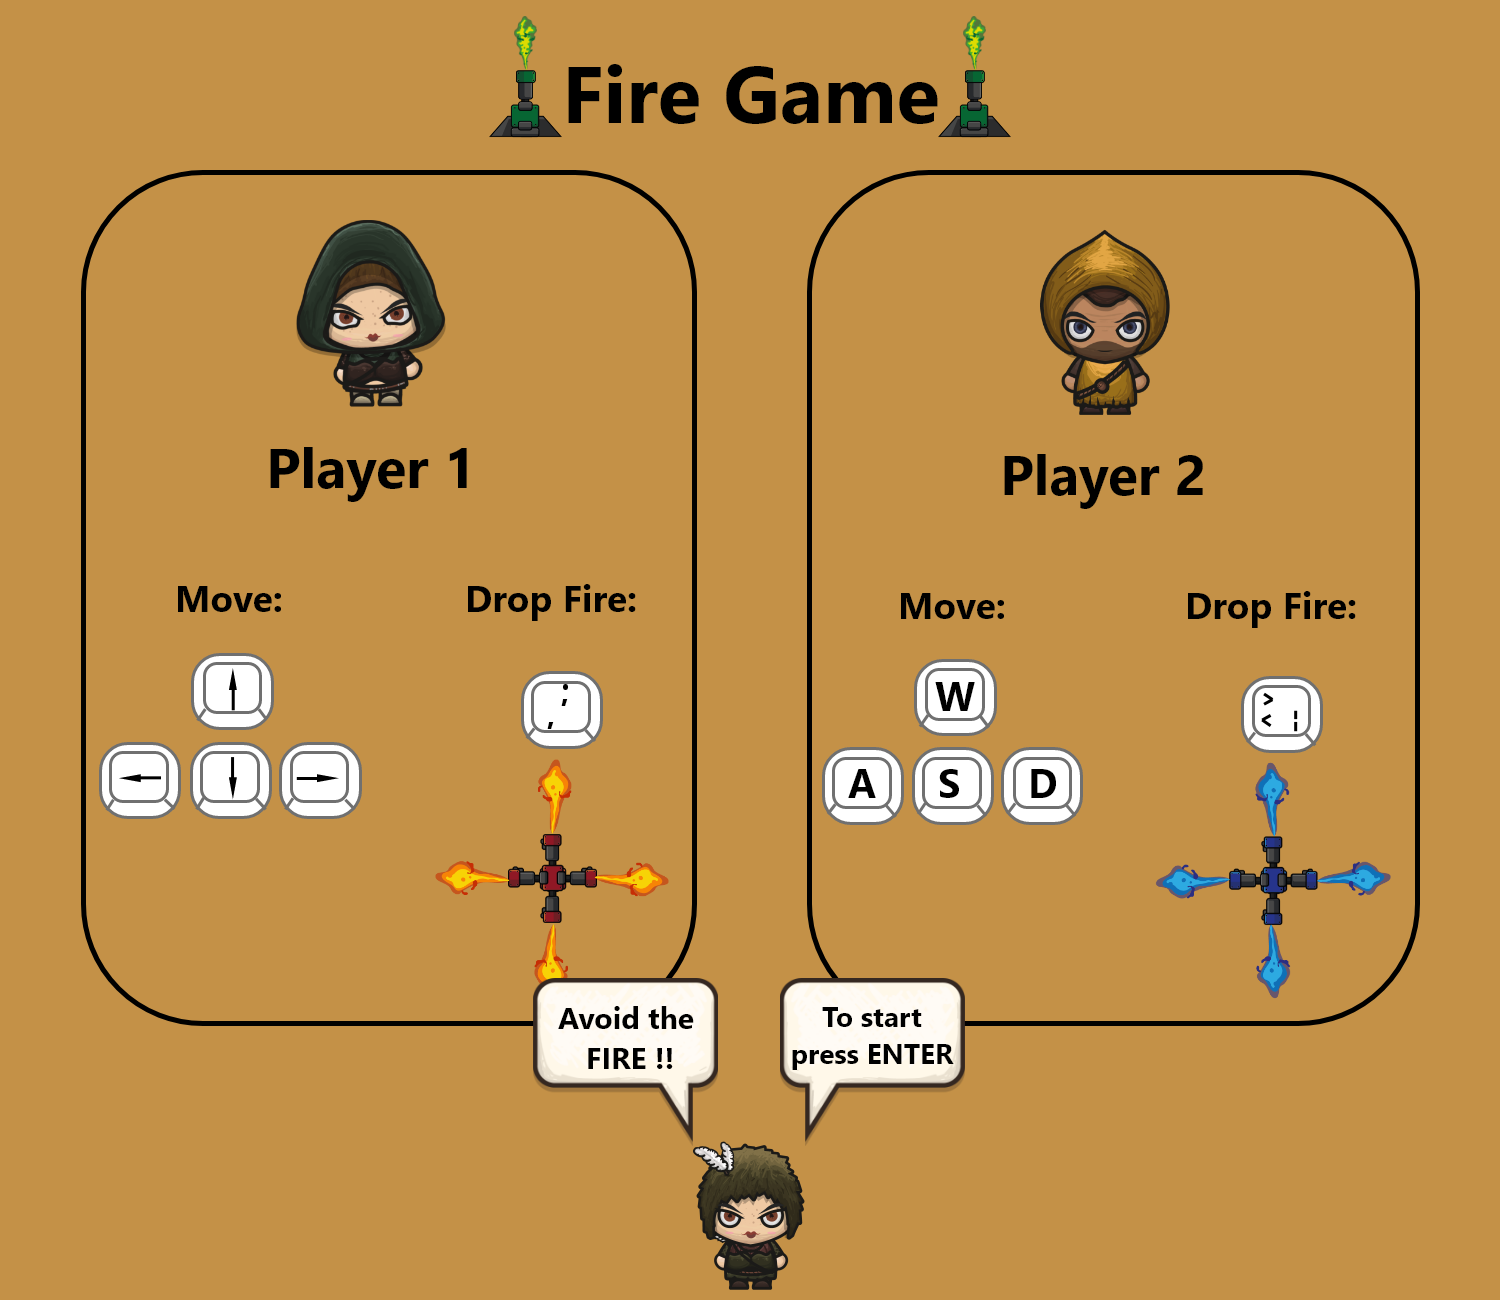 Fire Game
Player 1
Move:
Drop Fire:
↑
← ↓ →
;
,
Player 2
Move:
Drop Fire:
W
A S D
>
< ¦
Avoid the
FIRE !!
To start
press ENTER